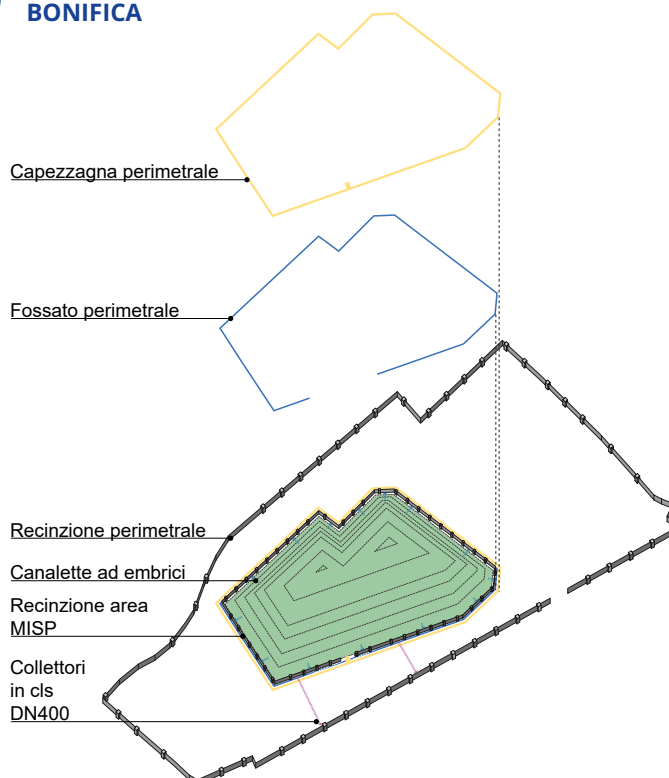 BONIFICA
Capezzagna perimetrale
Fossato perimetrale
Recinzione perimetrale
Canalette ad embrici
Recinzione area
MISP
Collettori
in cls
DN400